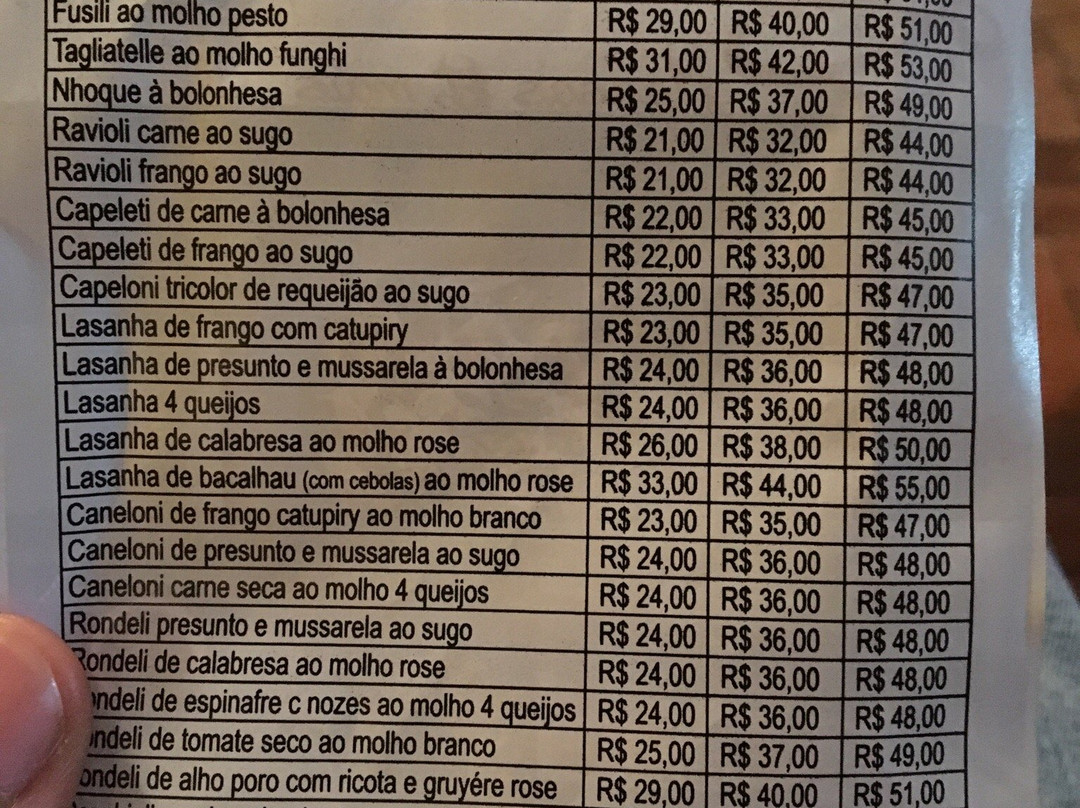 Fusili ao molho pesto R$ 29,00 R$ 40,00 R$ 51,00
Tagliatelle ao molho funghi R$ 31,00 R$ 42,00 R$ 53,00
Nhoque à bolonhesa R$ 25,00 R$ 37,00 R$ 49,00
Ravioli carne ao sugo R$ 21,00 R$ 32,00 R$ 44,00
Ravioli frango ao sugo R$ 21,00 R$ 32,00 R$ 44,00
Capeleti de carne à bolonhesa R$ 22,00 R$ 33,00 R$ 45,00
Capeleti de frango ao sugo R$ 22,00 R$ 33,00 R$ 45,00
Capeloni tricolor de requeijão ao sugo R$ 23,00 R$ 35,00 R$ 47,00
Lasanha de frango com catupiry R$ 23,00 R$ 35,00 R$ 47,00
Lasanha de presunto e mussarela à bolonhesa R$ 24,00 R$ 36,00 R$ 48,00
Lasanha 4 queijos R$ 24,00 R$ 36,00 R$ 48,00
Lasanha de calabresa ao molho rose R$ 26,00 R$ 38,00 R$ 50,00
Lasanha de bacalhau (com cebolas) ao molho rose R$ 33,00 R$ 44,00 R$ 55,00
Caneloni de frango catupiry ao molho branco R$ 23,00 R$ 35,00 R$ 47,00
Caneloni de presunto e mussarela ao sugo R$ 24,00 R$ 36,00 R$ 48,00
Caneloni carne seca ao molho 4 queijos R$ 24,00 R$ 36,00 R$ 48,00
Rondeli presunto e mussarela ao sugo R$ 24,00 R$ 36,00 R$ 48,00
Rondeli de calabresa ao molho rose R$ 24,00 R$ 36,00 R$ 48,00
ondeli de espinafre c nozes ao molho 4 queijos R$ 24,00 R$ 36,00 R$ 48,00
ondeli de tomate seco ao molho branco R$ 25,00 R$ 37,00 R$ 49,00
ondeli de alho poro com ricota e gruyére rose R$ 29,00 R$ 40,00 R$ 51,00